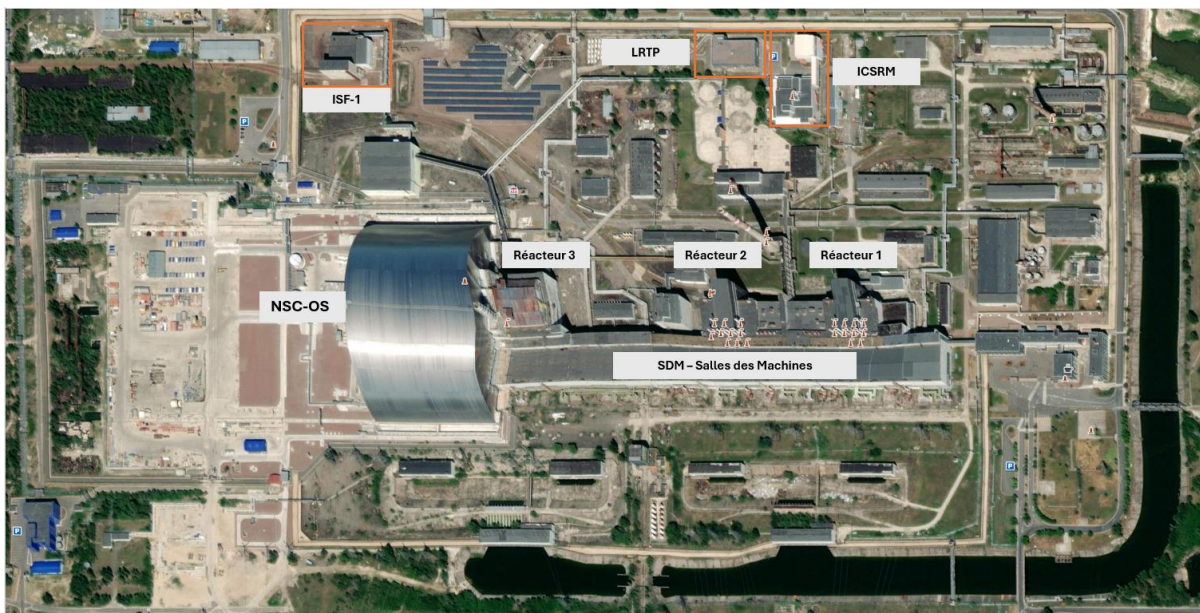 LRTP
ICSRM
ISF-1
Réacteur 3
Réacteur 2
Réacteur 1
NSC-OS
SDM – Salles des Machines
P
P
P
P